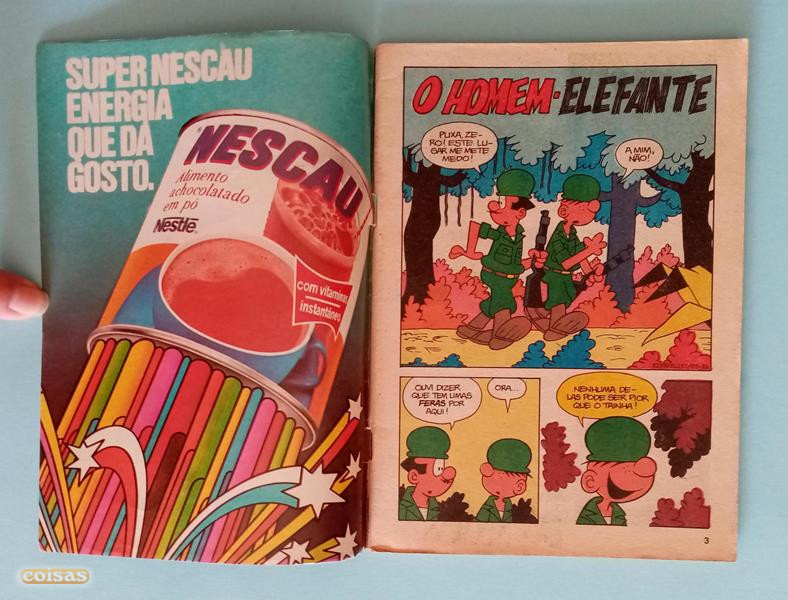 SUPER NESCAU
ENERGIA
QUE DÁ
GOSTO.
NESCAU
Alimento
achocolatado
em pó
Nestlé
com vitaminas
instantâneo
O HOMEM-ELEFANTE
PUXA, ZE-
RO! ESTE LU-
GAR ME METE
MEDO!
A MIM,
NÃO!
OUVI DIZER
QUE TEM UMAS
FERAS POR
AQUI!
ORA...
NENHUMA DE-
LAS PODE SER PIOR
QUE O TAINHA!
3
coisas